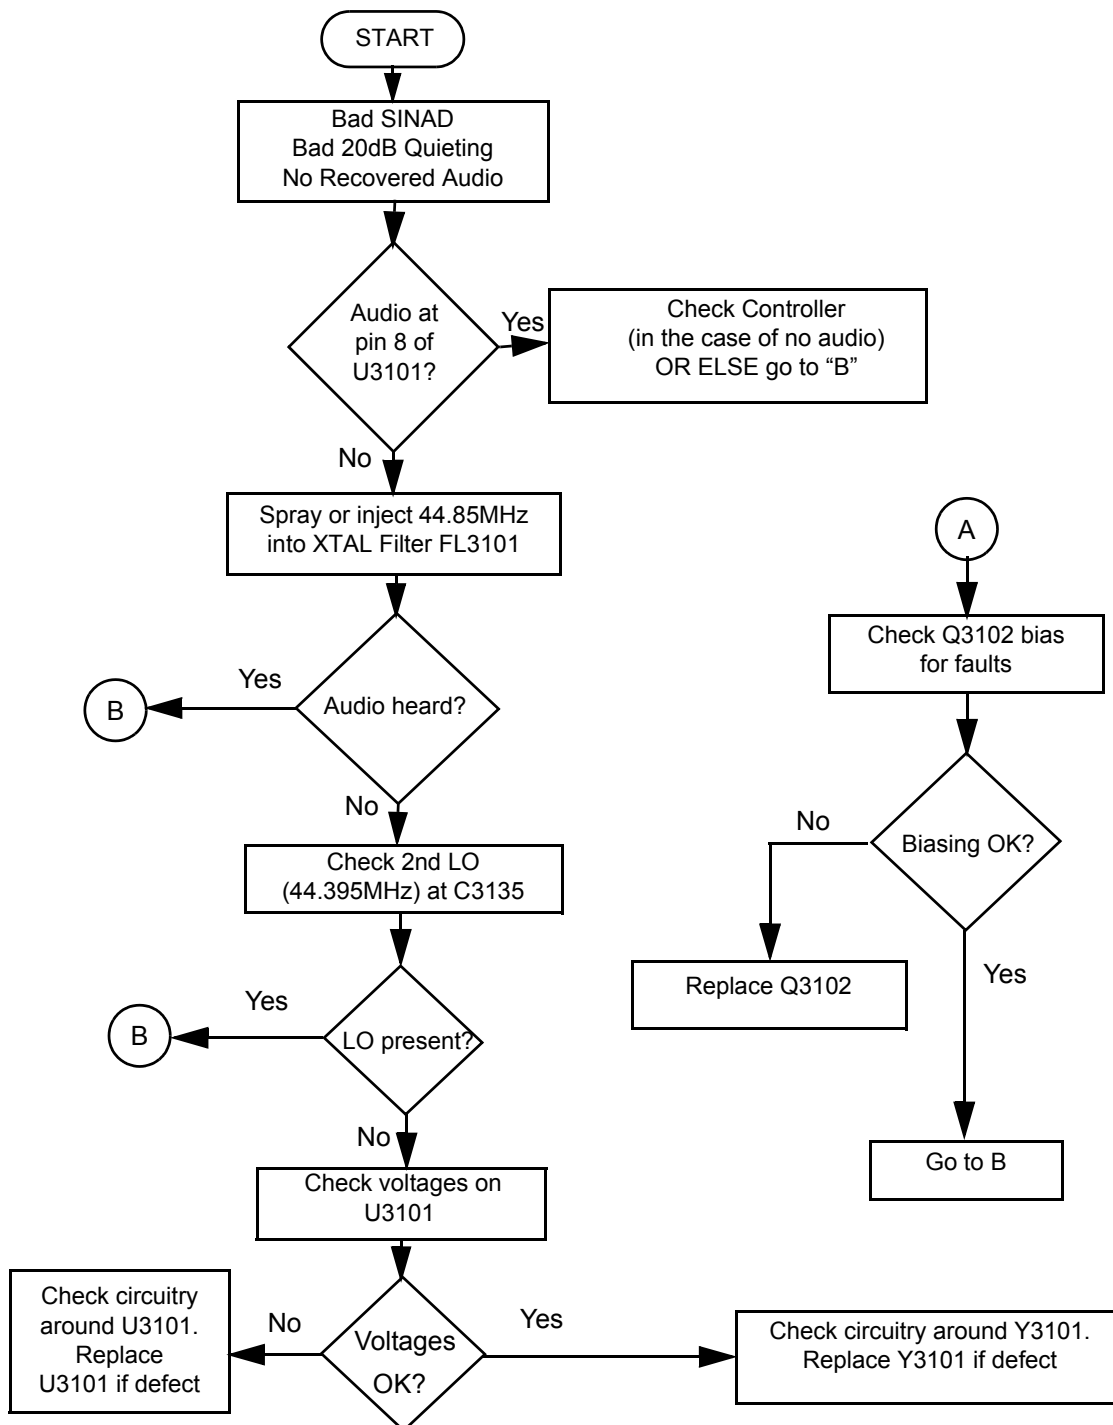 START
Bad SINAD
Bad 20dB Quieting
No Recovered Audio
Audio at
pin 8 of
U3101?
Yes
Check Controller
(in the case of no audio)
OR ELSE go to “B”
No
Spray or inject 44.85MHz
into XTAL Filter FL3101
A
Check Q3102 bias
for faults
Yes
B
Audio heard?
No
No
Biasing OK?
Check 2nd LO
(44.395MHz) at C3135
Yes
Replace Q3102
Yes
B
LO present?
No
Go to B
Check voltages on
U3101
Check circuitry
around U3101.
Replace
U3101 if defect
No
Voltages
OK?
Yes
Check circuitry around Y3101.
Replace Y3101 if defect